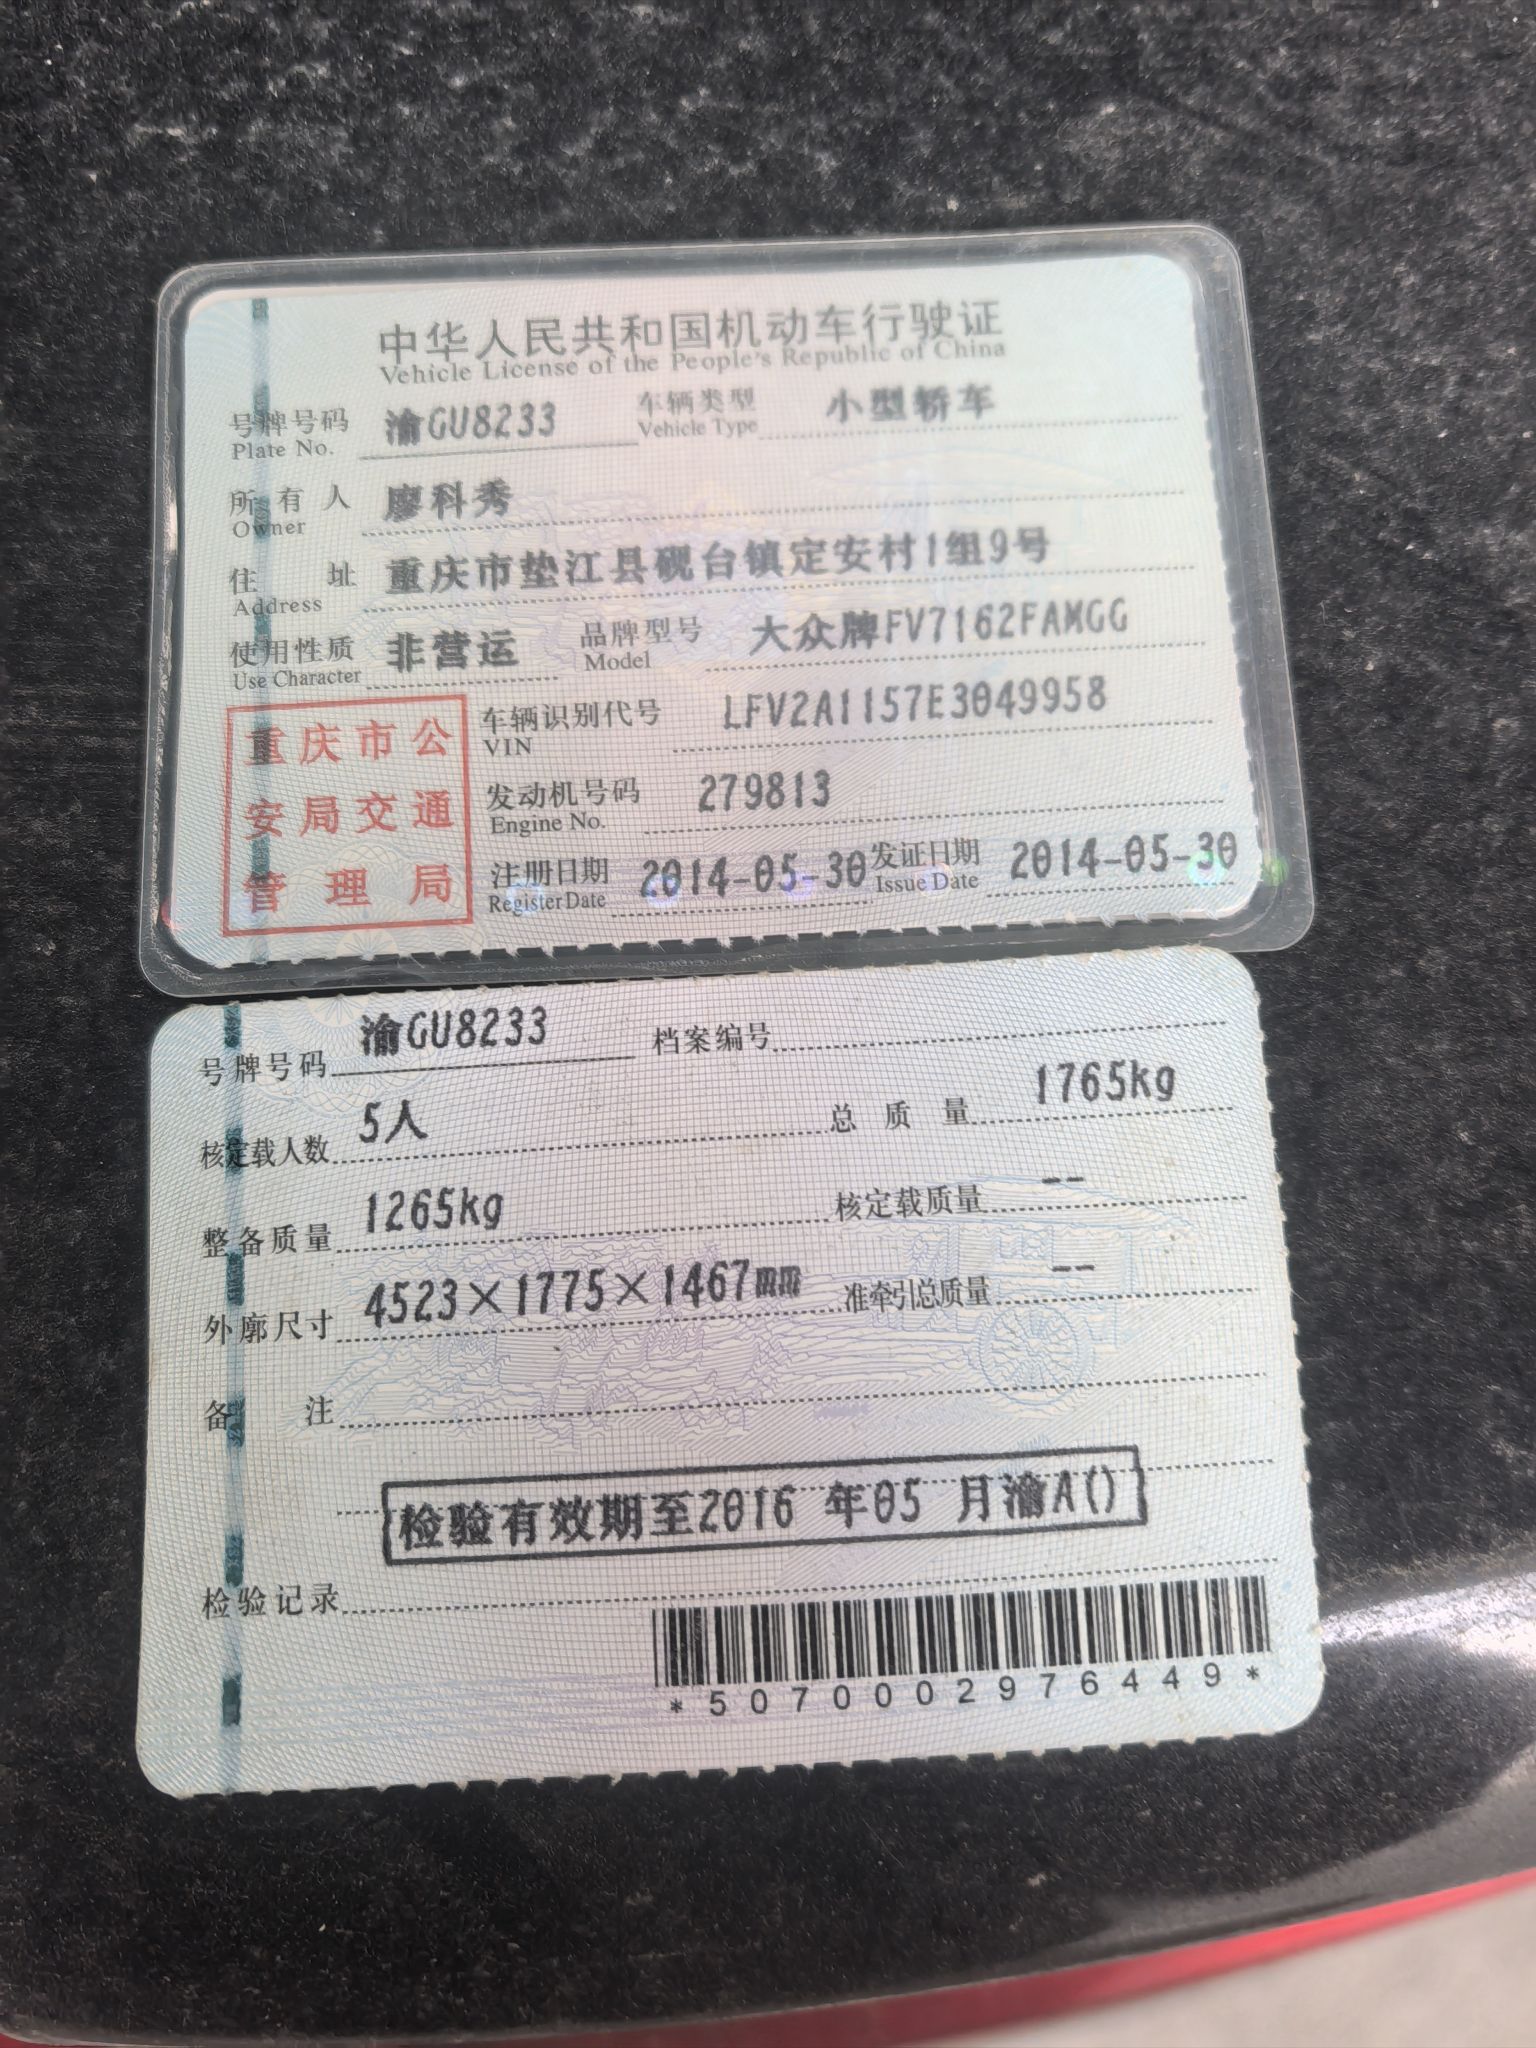 中华人民共和国机动车行驶证
Vehicle License of the People's Republic of China
号牌号码 渝GU8233 车辆类型 小型轿车
Plate No. Vehicle Type
所有人 廖科秀
Owner
住址 重庆市垫江县砚台镇定安村1组9号
Address
使用性质 非营运 品牌型号 大众牌FV7162FAMGG
Use Character Model
重庆市公
安局交通
管理局
车辆识别代号 LFV2A1157E3049958
VIN
发动机号码 279813
Engine No.
注册日期 2014-05-30 发证日期 2014-05-30
Register Date Issue Date
号牌号码 渝GU8233 档案编号
核定载人数 5人 总质量 1765kg
整备质量 1265kg 核定载质量 --
外廓尺寸 4523×1775×1467mm 准牵引总质量 --
备注
检验有效期至2016 年05 月渝A()
检验记录
*5070002976449*